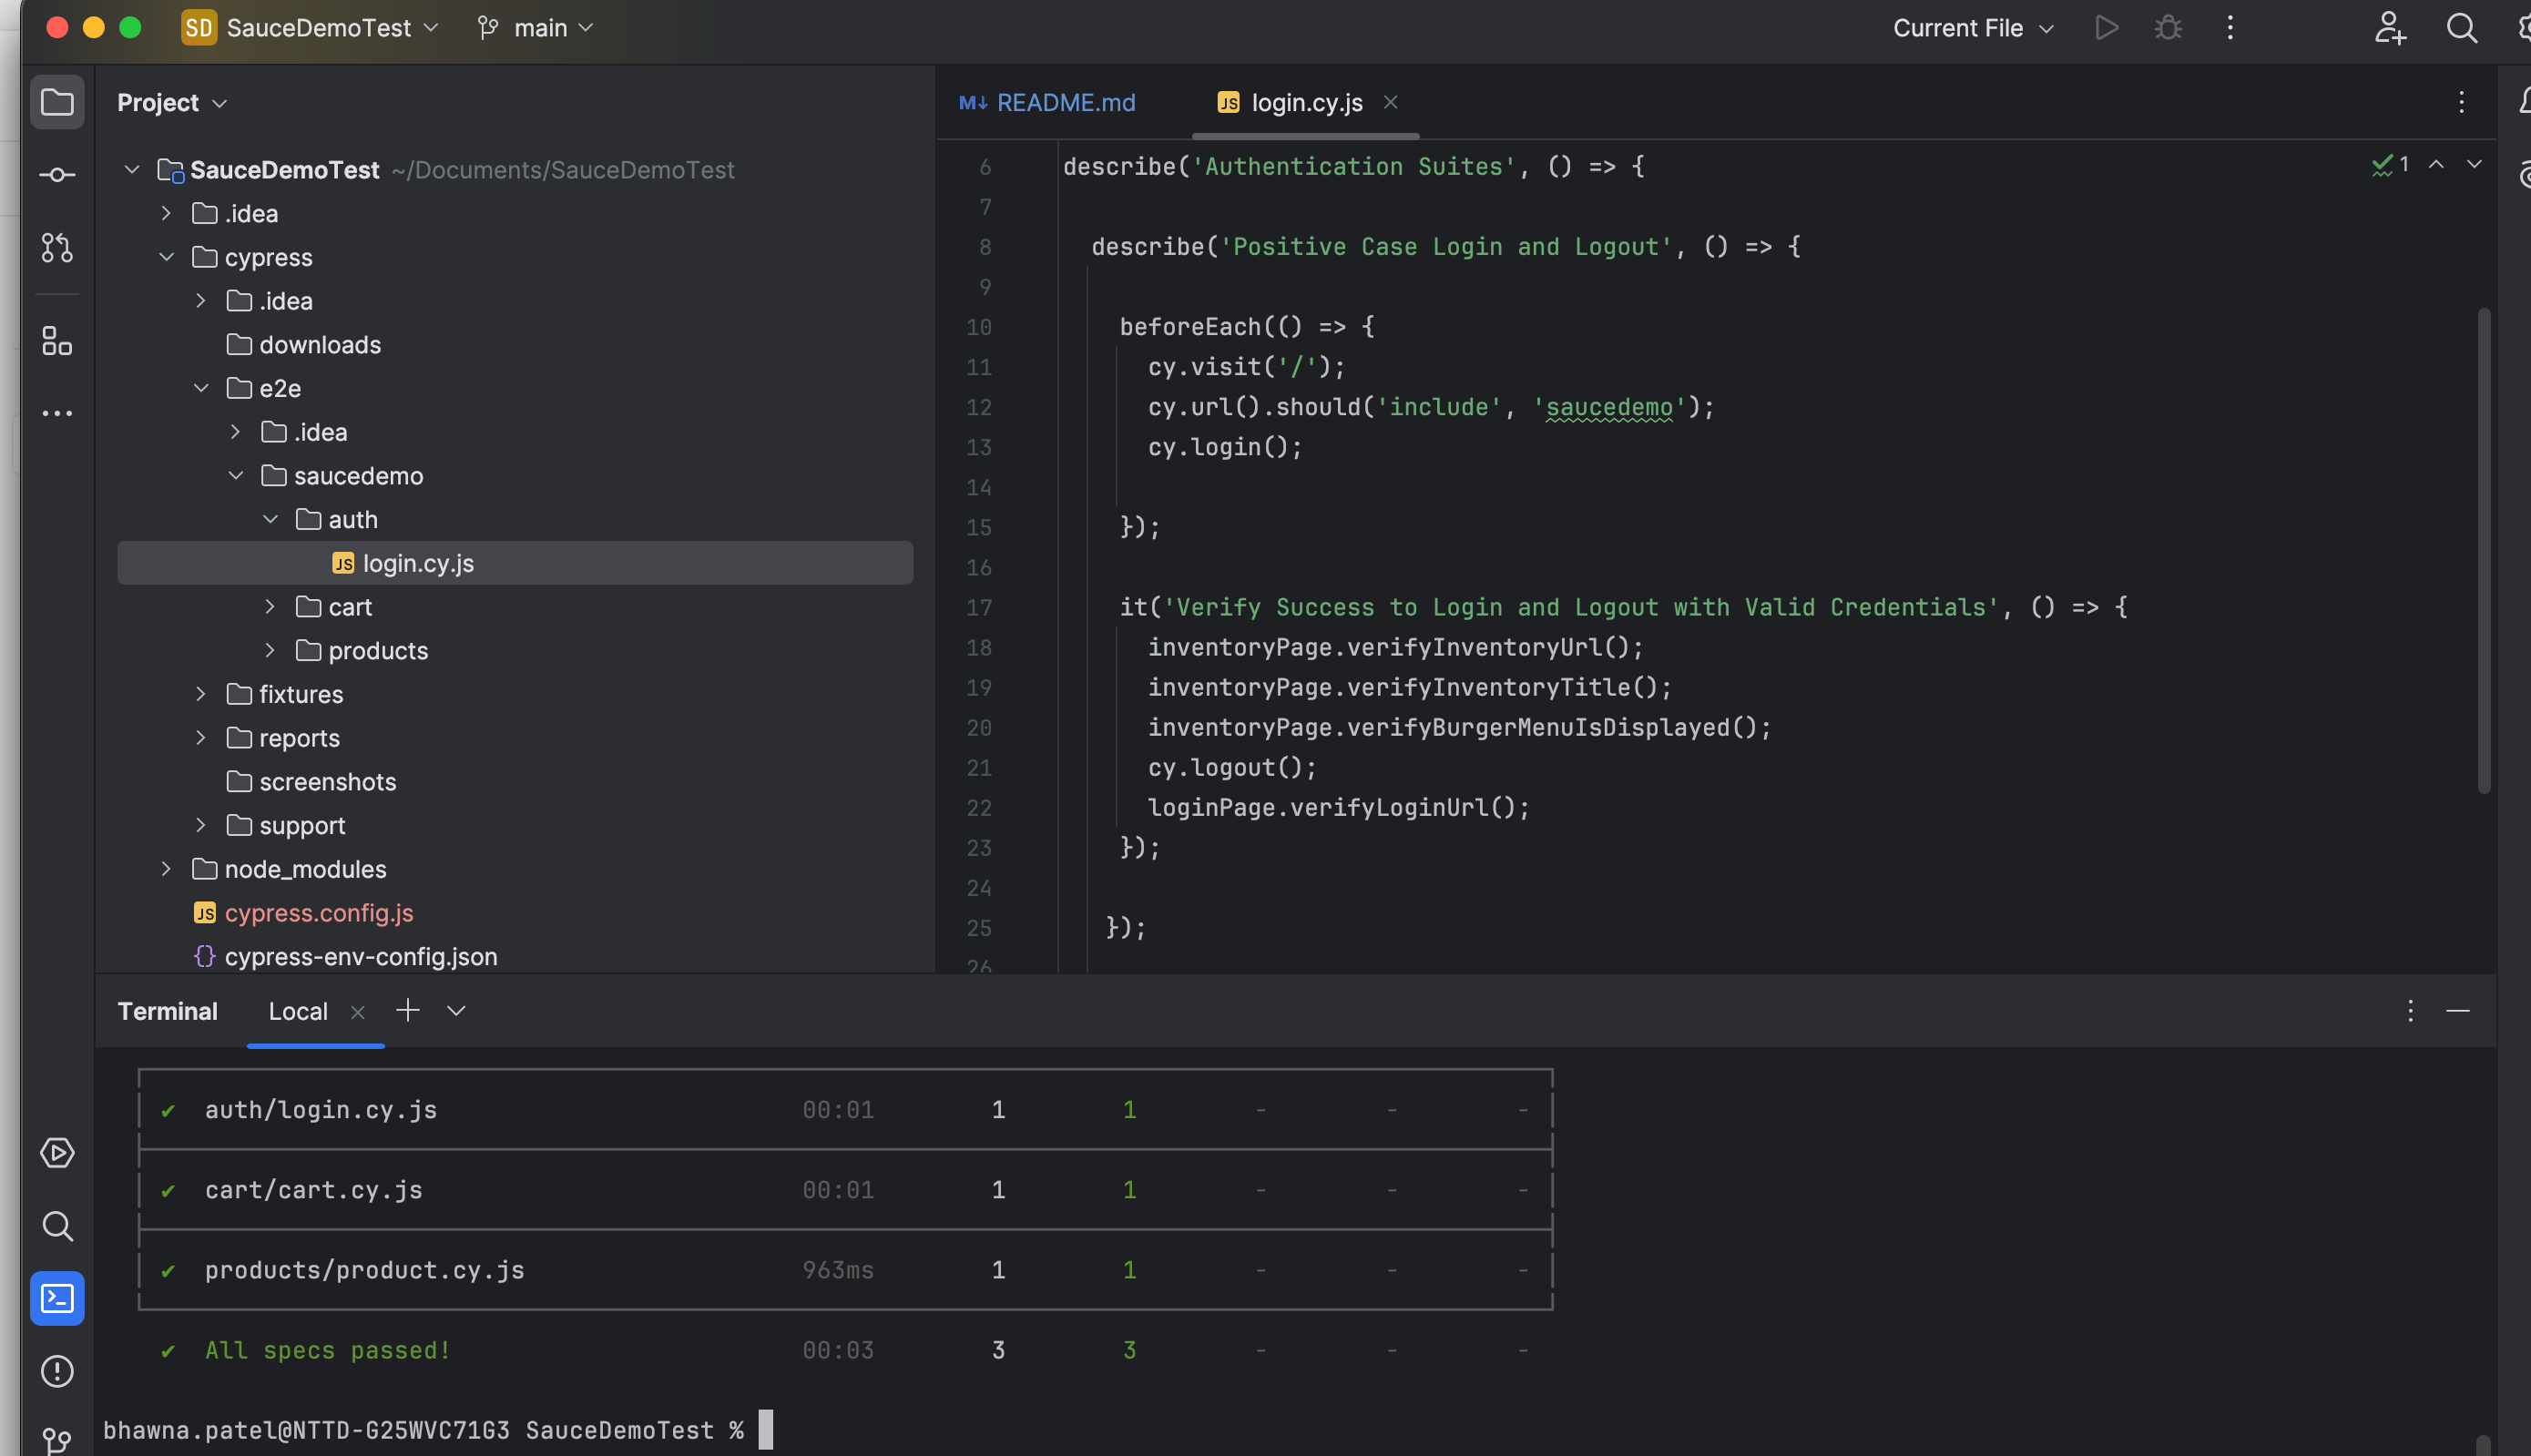 SD SauceDemoTest main Current File
Project
SauceDemoTest ~/Documents/SauceDemoTest
.idea
cypress
.idea
downloads
e2e
.idea
saucedemo
auth
JS login.cy.js
cart
products
fixtures
reports
screenshots
support
node_modules
JS cypress.config.js
{} cypress-env-config.json
M↓ README.md JS login.cy.js
1
6 describe('Authentication Suites', () => {
7
8 describe('Positive Case Login and Logout', () => {
9
10 beforeEach(() => {
11 cy.visit('/');
12 cy.url().should('include', 'saucedemo');
13 cy.login();
14
15 });
16
17 it('Verify Success to Login and Logout with Valid Credentials', () => {
18 inventoryPage.verifyInventoryUrl();
19 inventoryPage.verifyInventoryTitle();
20 inventoryPage.verifyBurgerMenuIsDisplayed();
21 cy.logout();
22 loginPage.verifyLoginUrl();
23 });
24
25 });
26
Terminal Local
✔ auth/login.cy.js 00:01 1 1 - - -
✔ cart/cart.cy.js 00:01 1 1 - - -
✔ products/product.cy.js 963ms 1 1 - - -
✔ All specs passed! 00:03 3 3 - - -
bhawna.patel@NTTD-G25WVC71G3 SauceDemoTest %